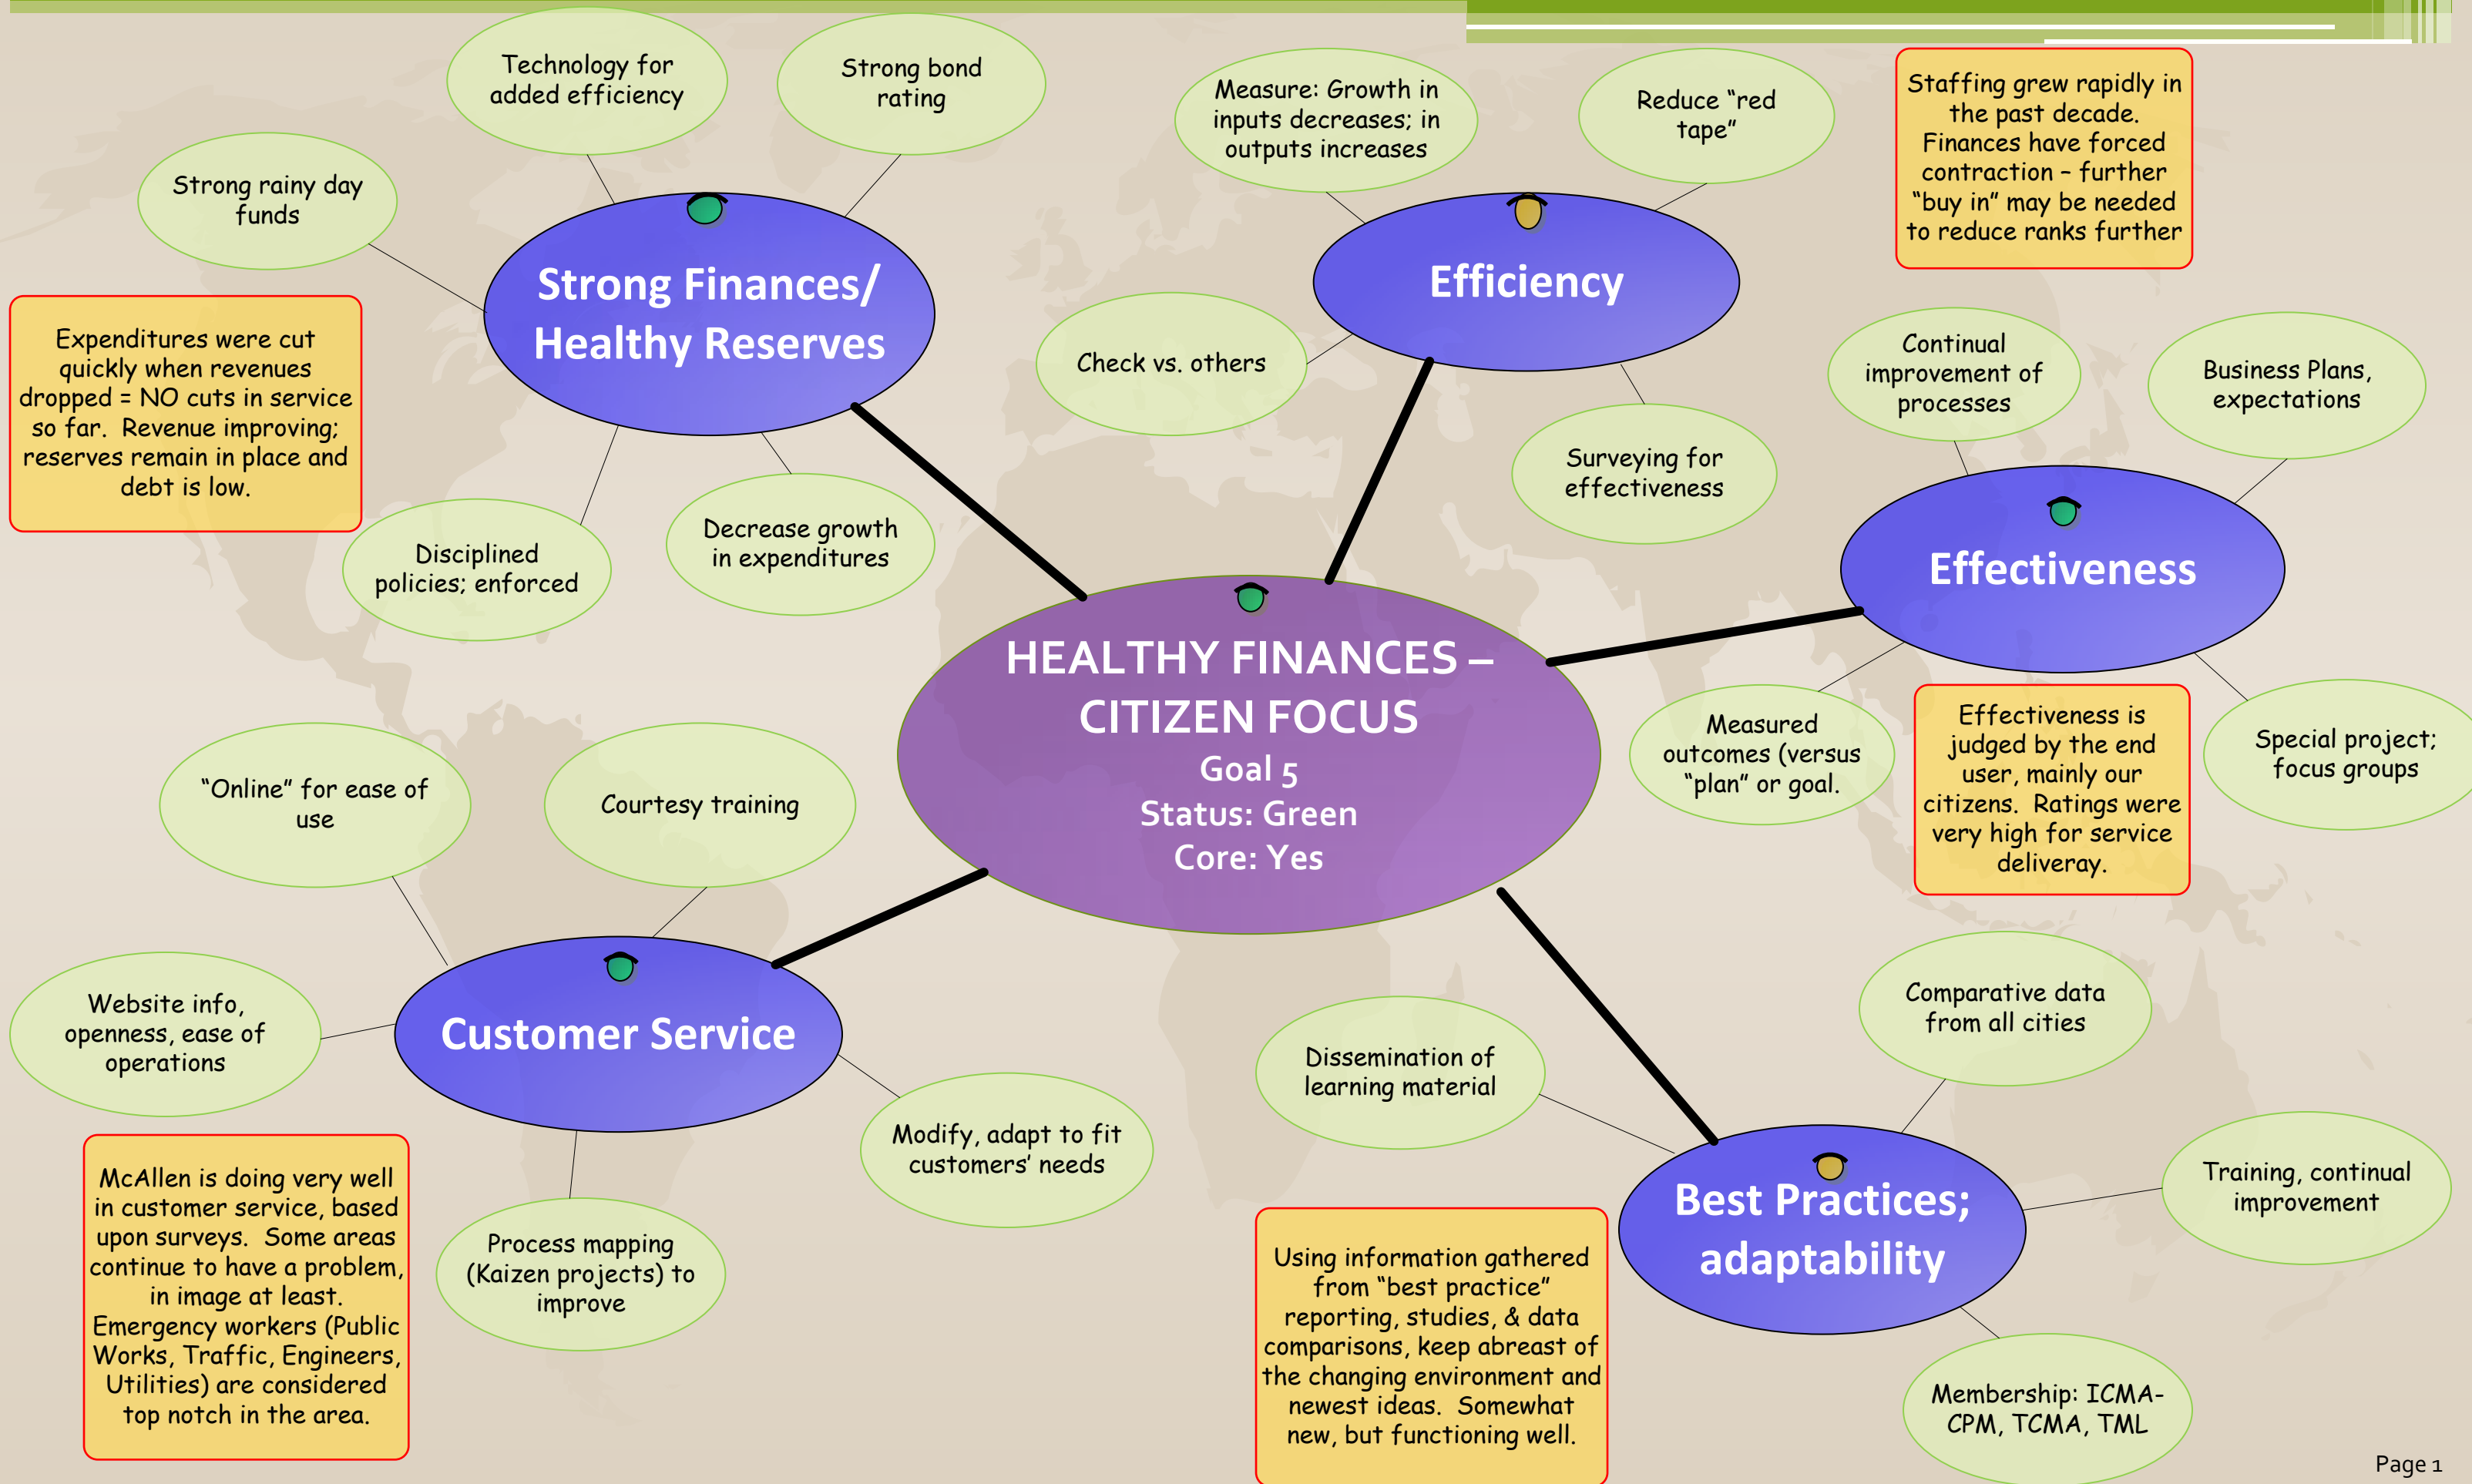 Technology for
added efficiency
Strong bond
rating
Strong rainy day
funds
Strong Finances/
Healthy Reserves
Expenditures were cut
quickly when revenues
dropped = NO cuts in service
so far.  Revenue improving;
reserves remain in place and
debt is low.
Disciplined
policies; enforced
Decrease growth
in expenditures
Measure: Growth in
inputs decreases; in
outputs increases
Reduce “red
tape”
Efficiency
Check vs. others
Surveying for
effectiveness
Staffing grew rapidly in
the past decade.
Finances have forced
contraction – further
“buy in” may be needed
to reduce ranks further
Continual
improvement of
processes
Business Plans,
expectations
Effectiveness
Measured
outcomes (versus
“plan” or goal.
Effectiveness is
judged by the end
user, mainly our
citizens.  Ratings were
very high for service
deliveray.
Special project;
focus groups
HEALTHY FINANCES –
CITIZEN FOCUS
Goal 5
Status: Green
Core: Yes
“Online” for ease of
use
Courtesy training
Website info,
openness, ease of
operations
Customer Service
Modify, adapt to fit
customers’ needs
Process mapping
(Kaizen projects) to
improve
McAllen is doing very well
in customer service, based
upon surveys.  Some areas
continue to have a problem,
in image at least.
Emergency workers (Public
Works, Traffic, Engineers,
Utilities) are considered
top notch in the area.
Dissemination of
learning material
Comparative data
from all cities
Best Practices;
adaptability
Training, continual
improvement
Membership: ICMA-
CPM, TCMA, TML
Using information gathered
from “best practice”
reporting, studies, & data
comparisons, keep abreast of
the changing environment and
newest ideas.  Somewhat
new, but functioning well.
Page 1